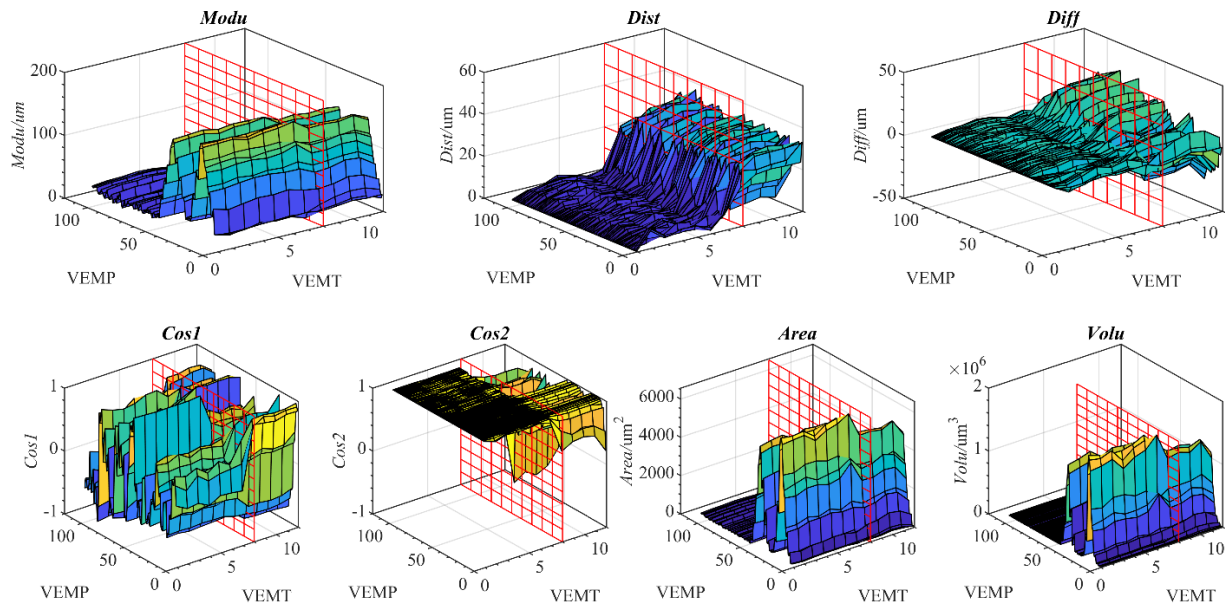 Modu
200
100
0
Modu/um
100
50
0
VEMP
0
5
10
VEMT
Dist
60
40
20
0
Dist/um
100
50
0
VEMP
0
5
10
VEMT
Diff
50
0
-50
Diff/um
100
50
0
VEMP
0
5
10
VEMT
Cos1
1
0
-1
Cos1
100
50
0
VEMP
0
5
10
VEMT
Cos2
1
0
-1
Cos2
100
50
0
VEMP
0
5
10
VEMT
Area
6000
4000
2000
0
Area/um²
100
50
0
VEMP
0
5
10
VEMT
Volu
×10⁶
2
1
0
Volu/um³
100
50
0
VEMP
0
5
10
VEMT